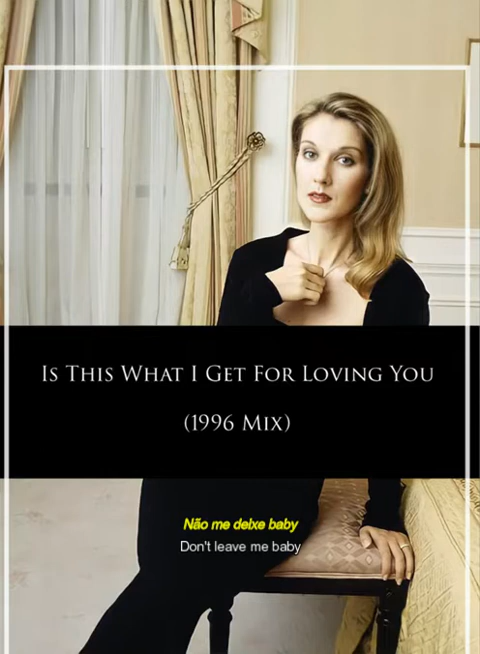 Is This What I Get For Loving You
(1996 Mix)
Não me deixe baby
Don't leave me baby